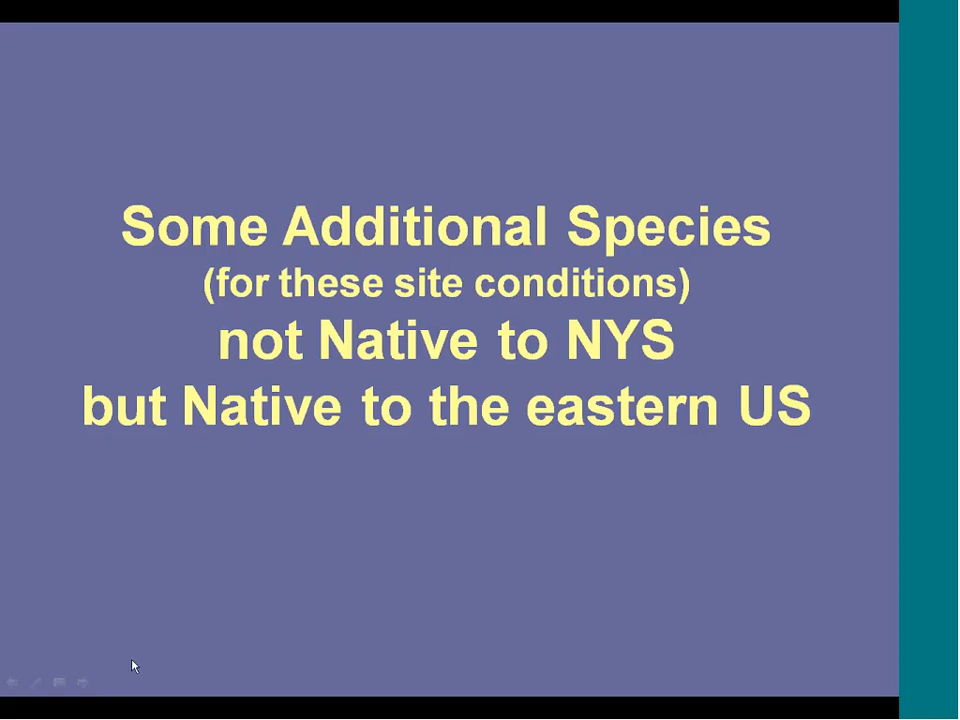 Some Additional Species
(for these site conditions)
not Native to NYS
but Native to the eastern US